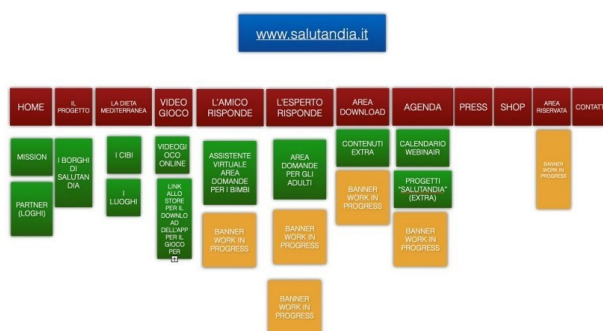 www.salutandia.it
HOME
IL
PROGETTO
LA DIETA
MEDITERRANEA
VIDEO
GIOCO
L'AMICO
RISPONDE
L'ESPERTO
RISPONDE
AREA
DOWNLOAD
AGENDA
PRESS
SHOP
AREA
RISERVATA
CONTATT
MISSION
PARTNER
(LOGHI)
I BORGHI
DI
SALUTAN
DIA
I CIBI
I
LUOGHI
VIDEOGI
OCO
ONLINE
LINK
ALLO
STORE
PER IL
DOWNLO
AD
DELL'APP
PER IL
GIOCO
PER
ASSISTENTE
VIRTUALE
AREA
DOMANDE
PER I BIMBI
BANNER
WORK IN
PROGRESS
AREA
DOMANDE
PER GLI
ADULTI
BANNER
WORK IN
PROGRESS
BANNER
WORK IN
PROGRESS
CONTENUTI
EXTRA
BANNER
WORK IN
PROGRESS
CALENDARIO
WEBINAIR
PROGETTI
"SALUTANDIA"
(EXTRA)
BANNER
WORK IN
PROGRESS
BANNER
WORK IN
PROGRESS